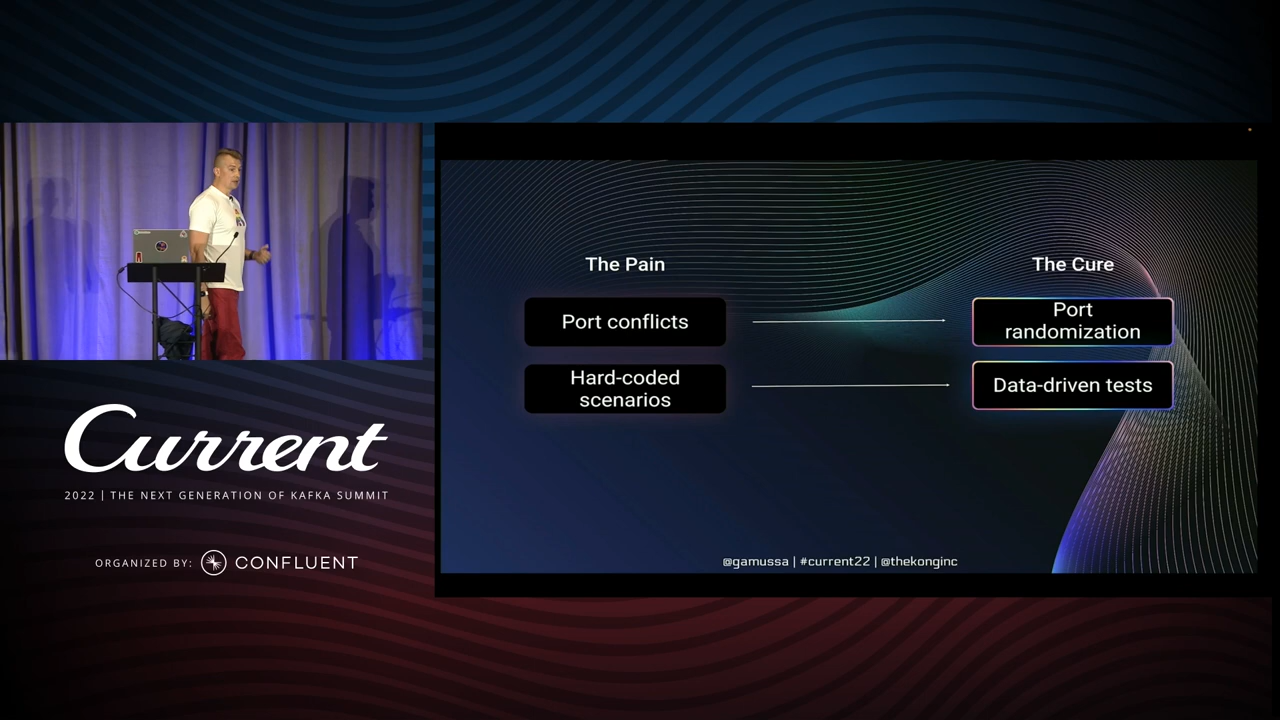 The Pain
The Cure
Port conflicts
Port
randomization
Hard-coded
scenarios
Data-driven tests
@gamussa | #current22 | @thekonginc
Current
2022 | THE NEXT GENERATION OF KAFKA SUMMIT
ORGANIZED BY: CONFLUENT